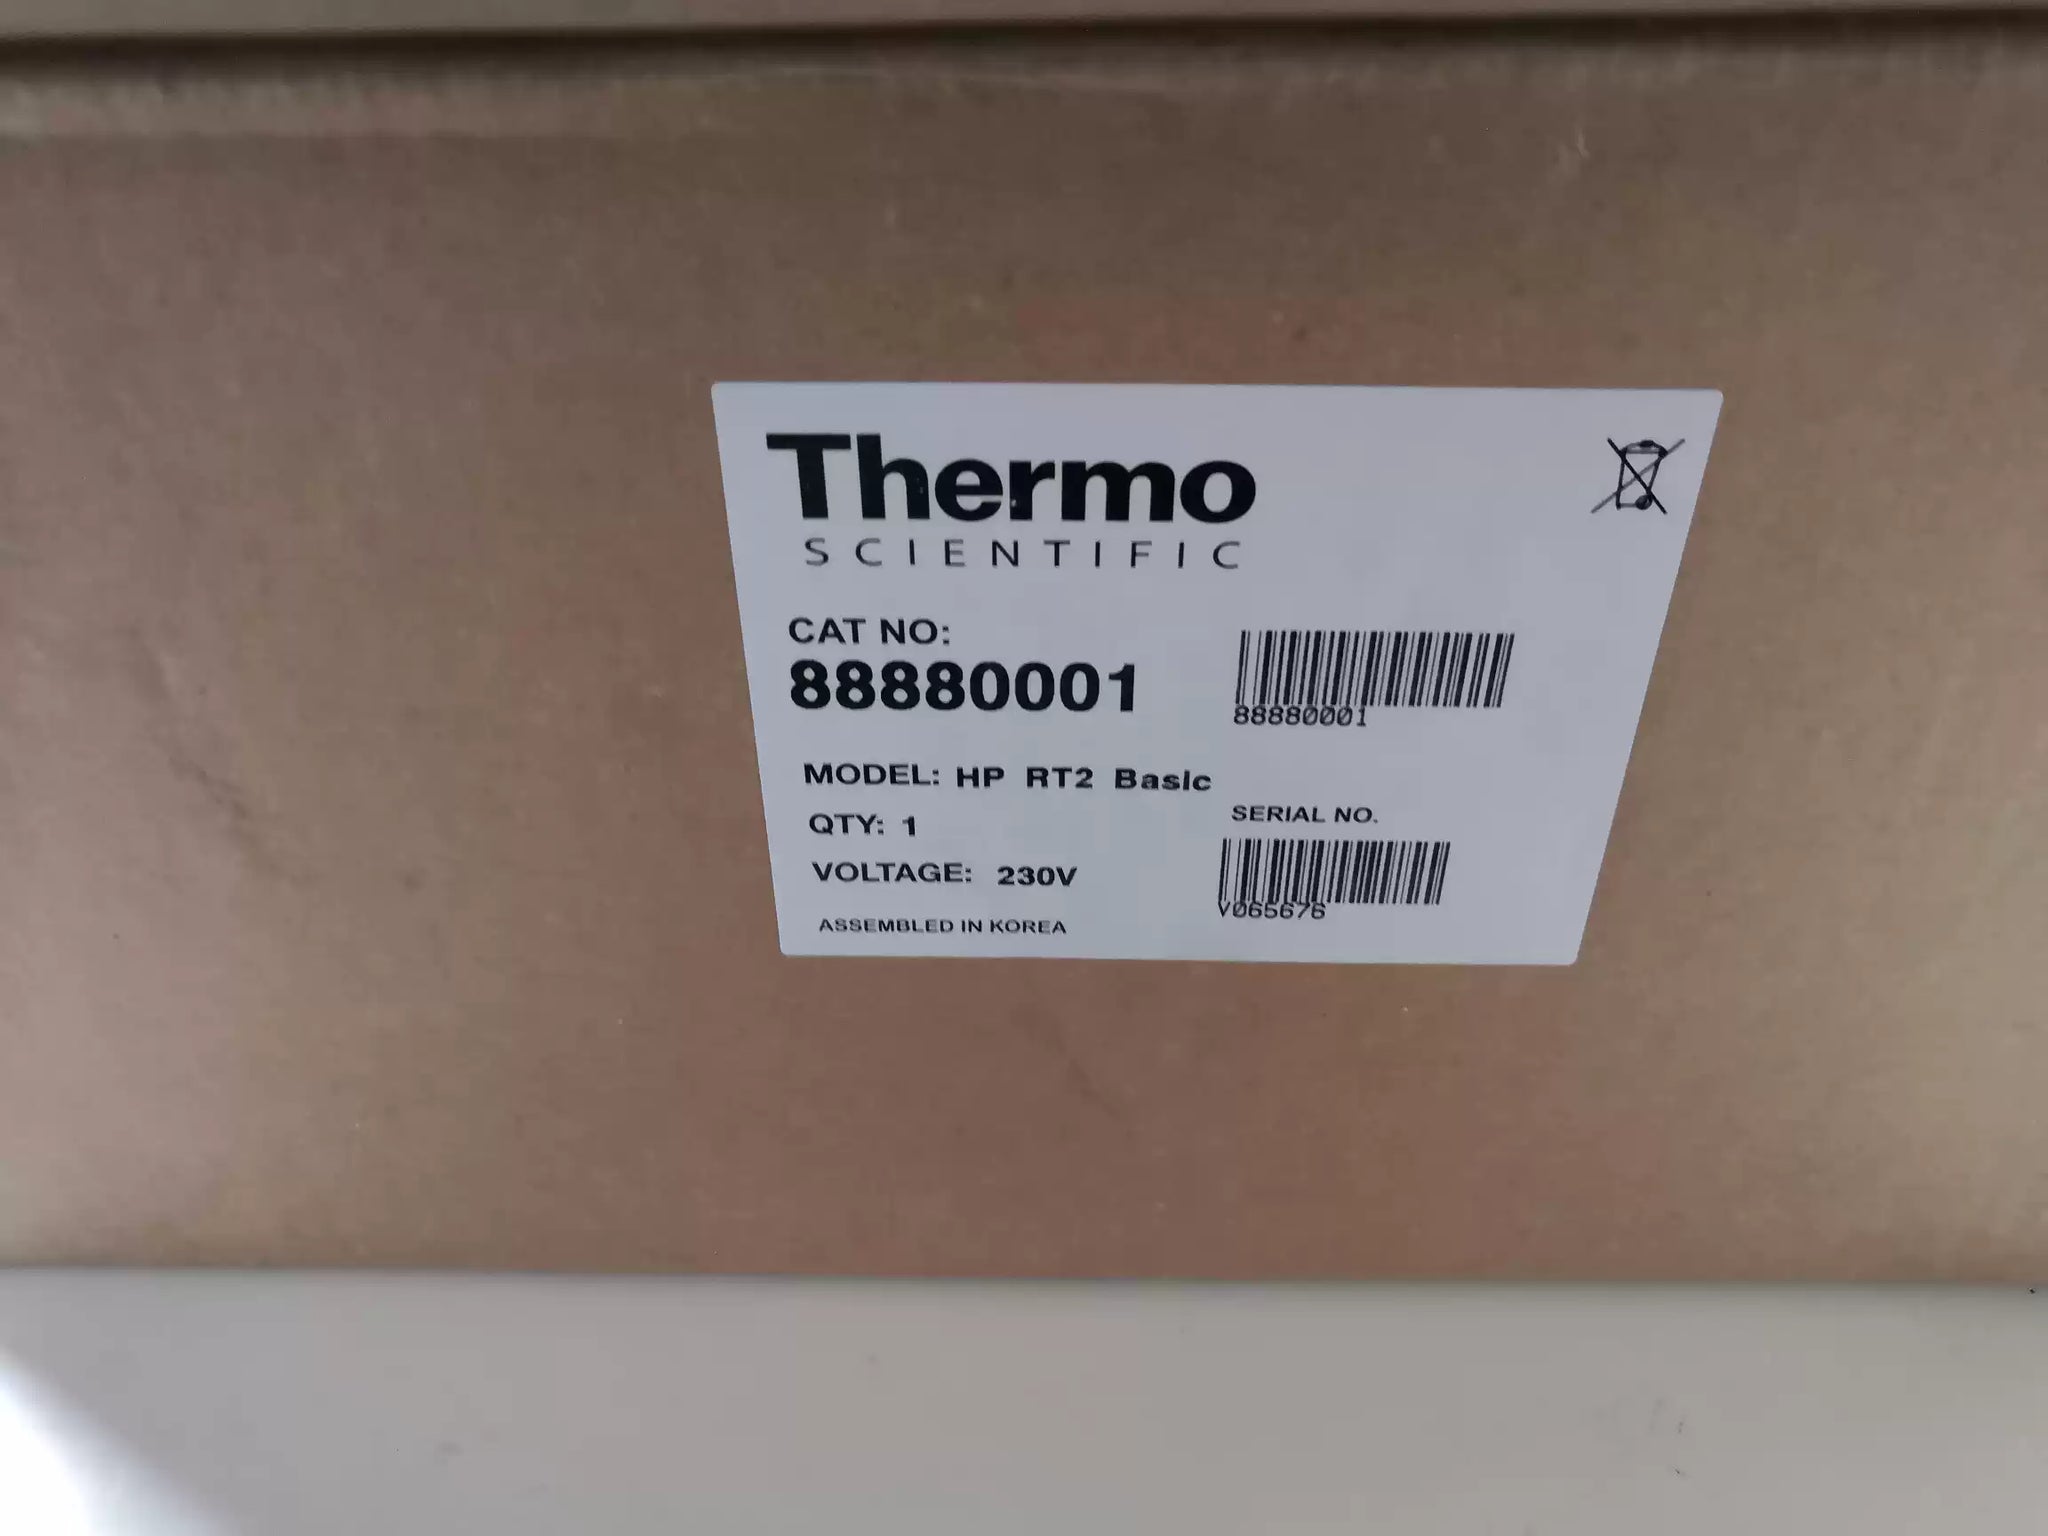 Thermo
SCIENTIFIC
CAT NO:
88880001
88880001
MODEL: HP RT2 Basic
QTY: 1
SERIAL NO.
VOLTAGE: 230V
V065676
ASSEMBLED IN KOREA